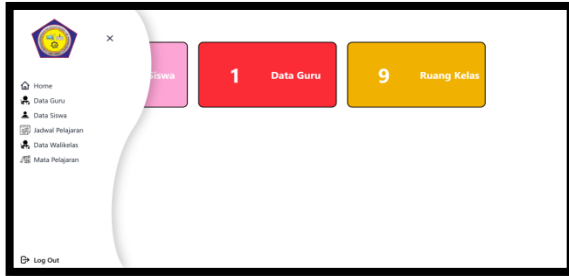 ×
Siswa
1 Data Guru
9 Ruang Kelas
Home
Data Guru
Data Siswa
Jadwal Pelajaran
Data Walikelas
Mata Pelajaran
Log Out